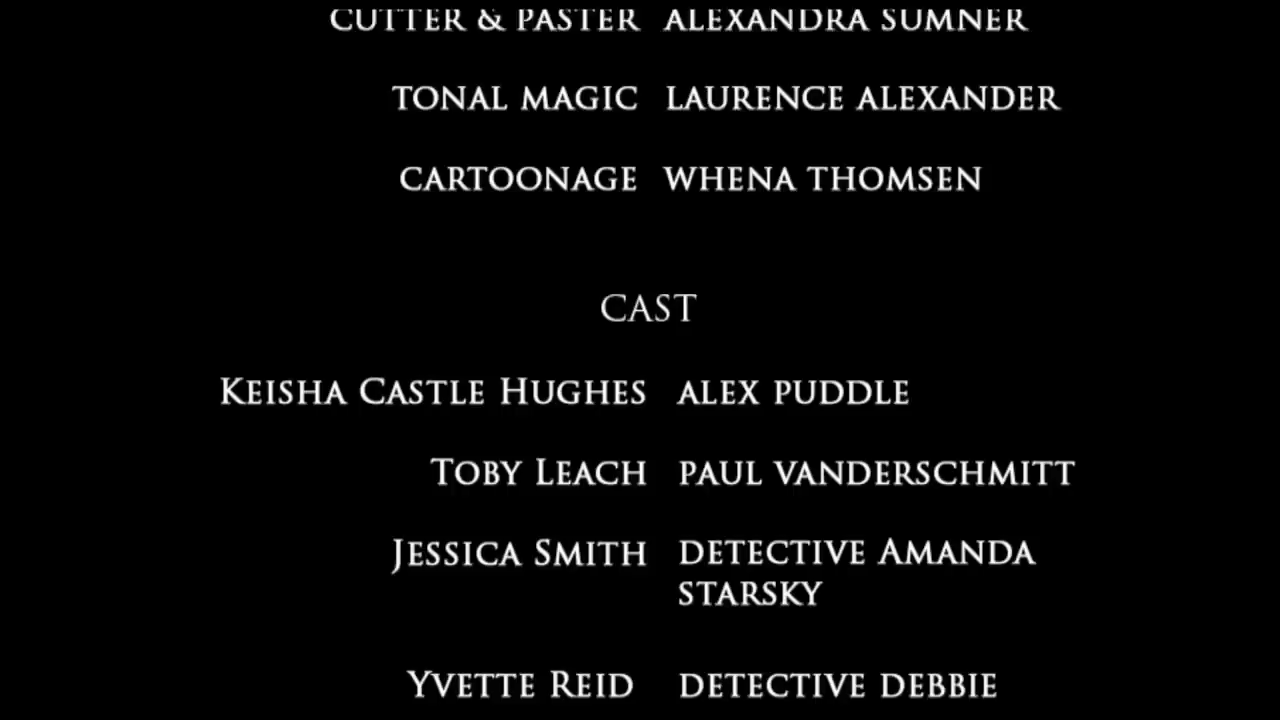 CUTTER & PASTER ALEXANDRA SUMNER
TONAL MAGIC LAURENCE ALEXANDER
CARTOONAGE WHENA THOMSEN
CAST
KEISHA CASTLE HUGHES ALEX PUDDLE
TOBY LEACH PAUL VANDERSCHMITT
JESSICA SMITH DETECTIVE AMANDA
STARSKY
YVETTE REID DETECTIVE DEBBIE